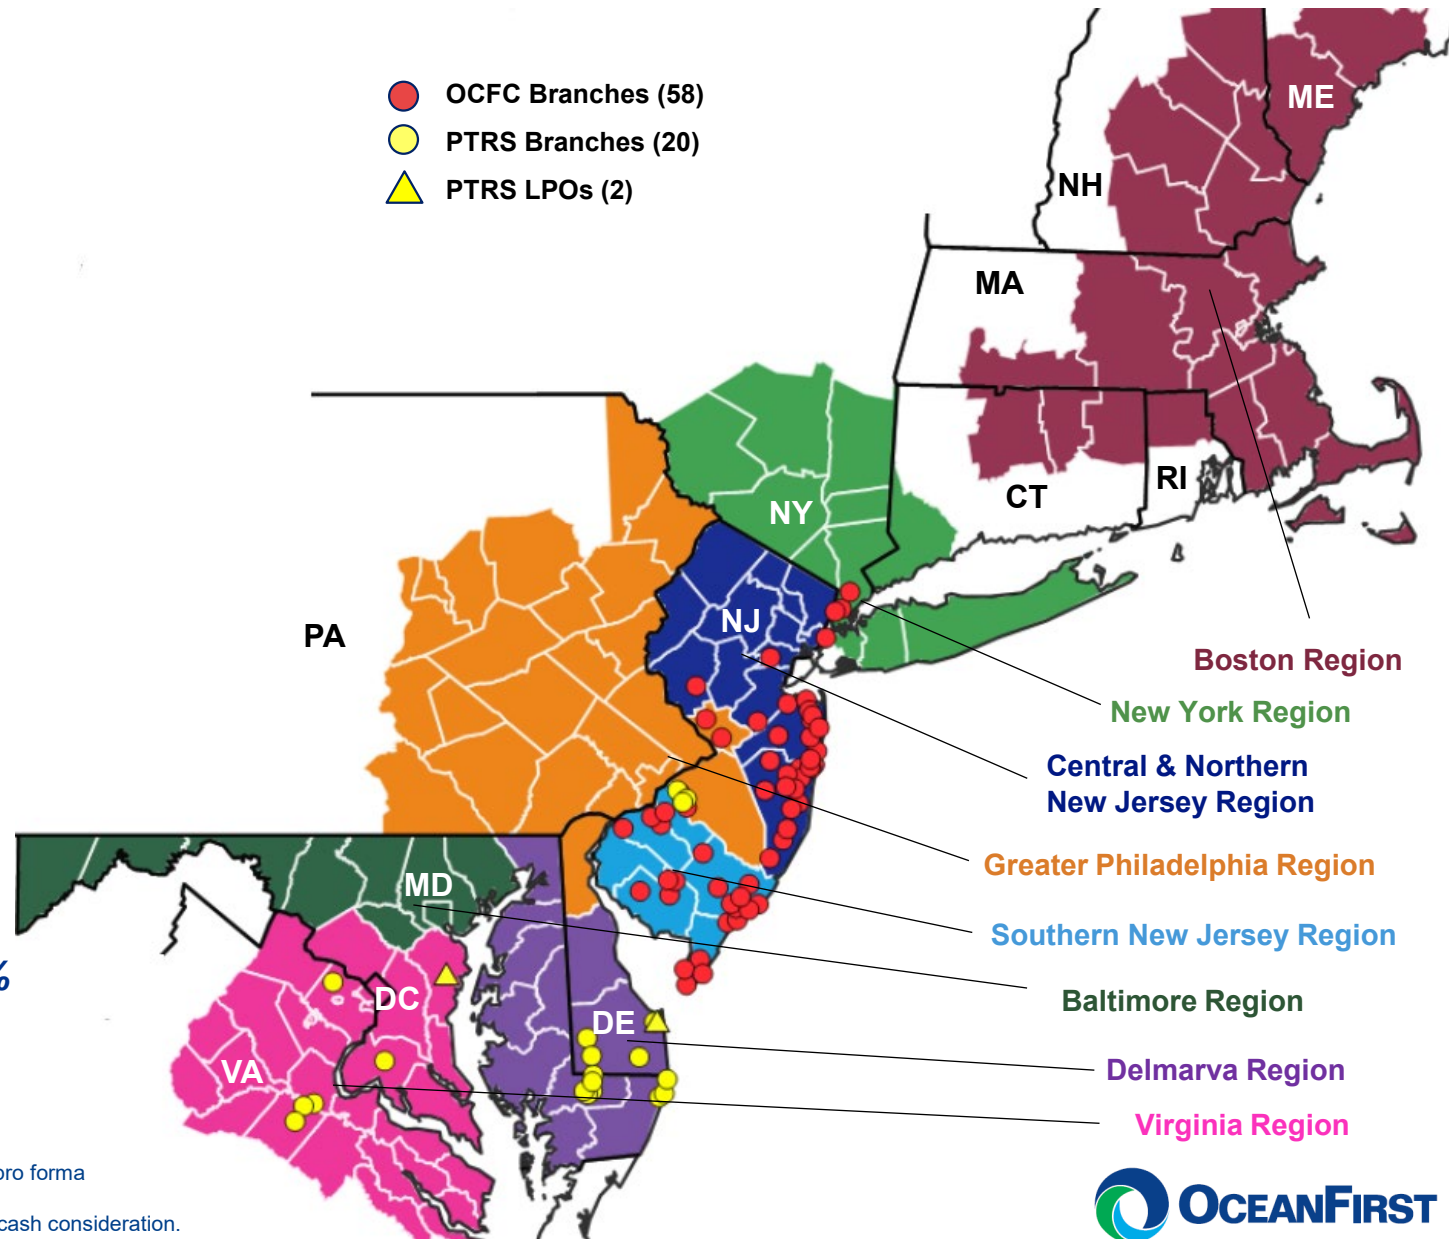 OCFC Branches (58)
PTRS Branches (20)
PTRS LPOs (2)
ME
NH
MA
CT
RI
NY
NJ
PA
Boston Region
New York Region
Central & Northern
New Jersey Region
Greater Philadelphia Region
MD
Southern New Jersey Region
%
DC
Baltimore Region
DE
VA
Delmarva Region
Virginia Region
pro forma
cash consideration.
OCEANFIRST